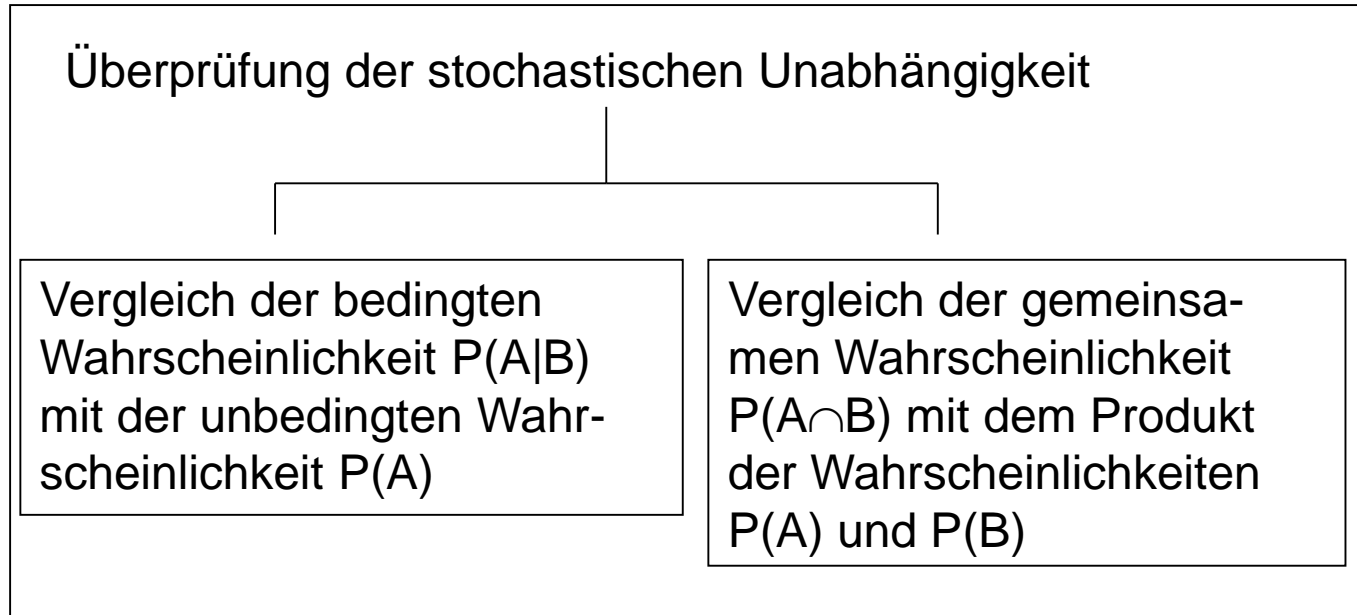 Überprüfung der stochastischen Unabhängigkeit
Vergleich der bedingten
Wahrscheinlichkeit P(A|B)
mit der unbedingten Wahr-
scheinlichkeit P(A)
Vergleich der gemeinsa-
men Wahrscheinlichkeit
P(A∩B) mit dem Produkt
der Wahrscheinlichkeiten
P(A) und P(B)